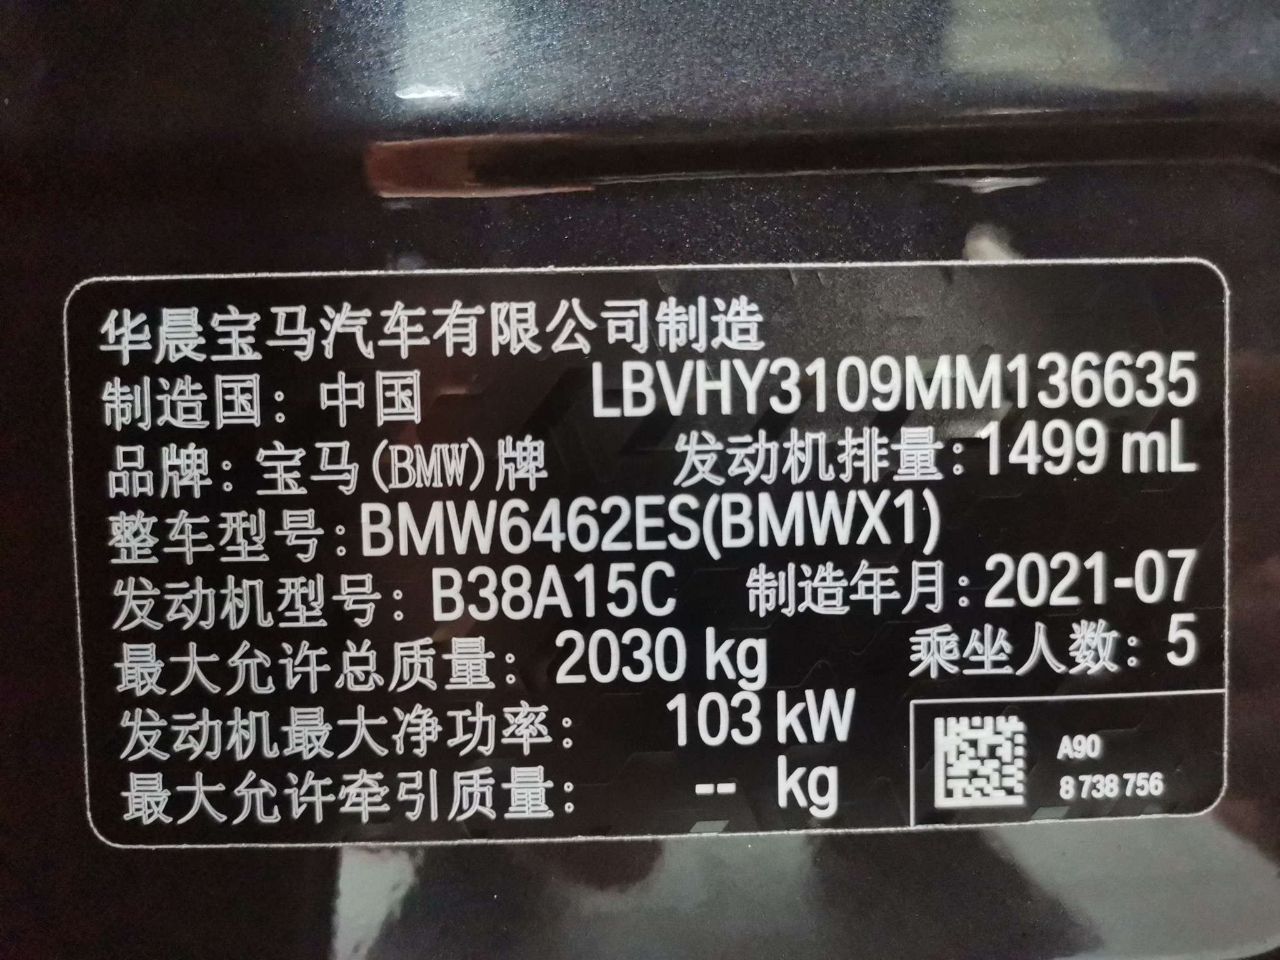 华晨宝马汽车有限公司制造
制造国：中国 LBVHY3109MM136635
品牌：宝马(BMW)牌 发动机排量：1499 mL
整车型号：BMW6462ES(BMWX1)
发动机型号：B38A15C 制造年月：2021-07
最大允许总质量：2030 kg 乘坐人数：5
发动机最大净功率：103 kW
最大允许牵引质量：-- kg
A90
8 738 756